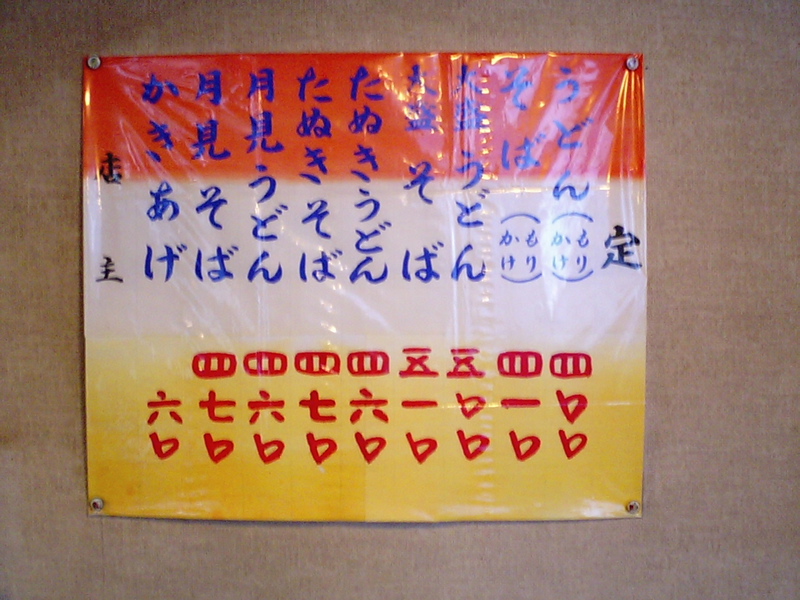 定
うどん（もりかけ） 四〇〇
そば（もりかけ） 四一〇
大盛うどん 五〇〇
大盛そば 五一〇
たぬきうどん 四六〇
たぬきそば 四七〇
月見うどん 四六〇
月見そば 四七〇
かきあげ 六〇
店主